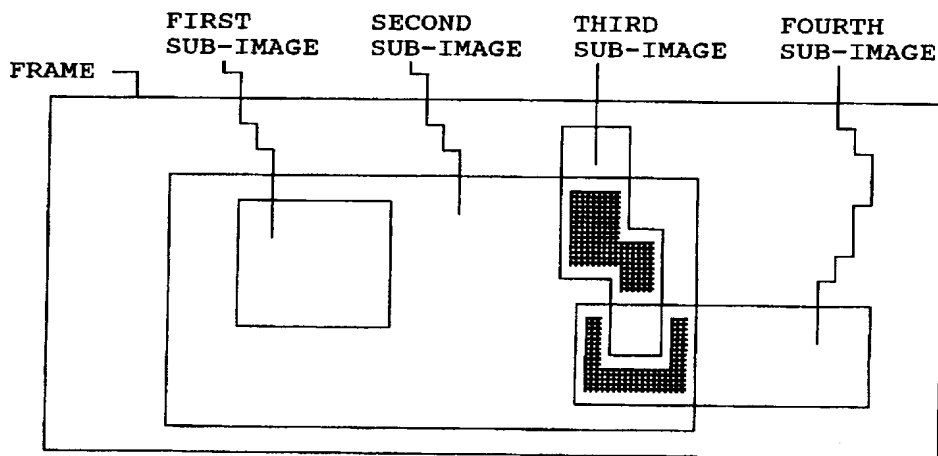 FIRST
SUB-IMAGE
SECOND
SUB-IMAGE
THIRD
SUB-IMAGE
FOURTH
SUB-IMAGE
FRAME